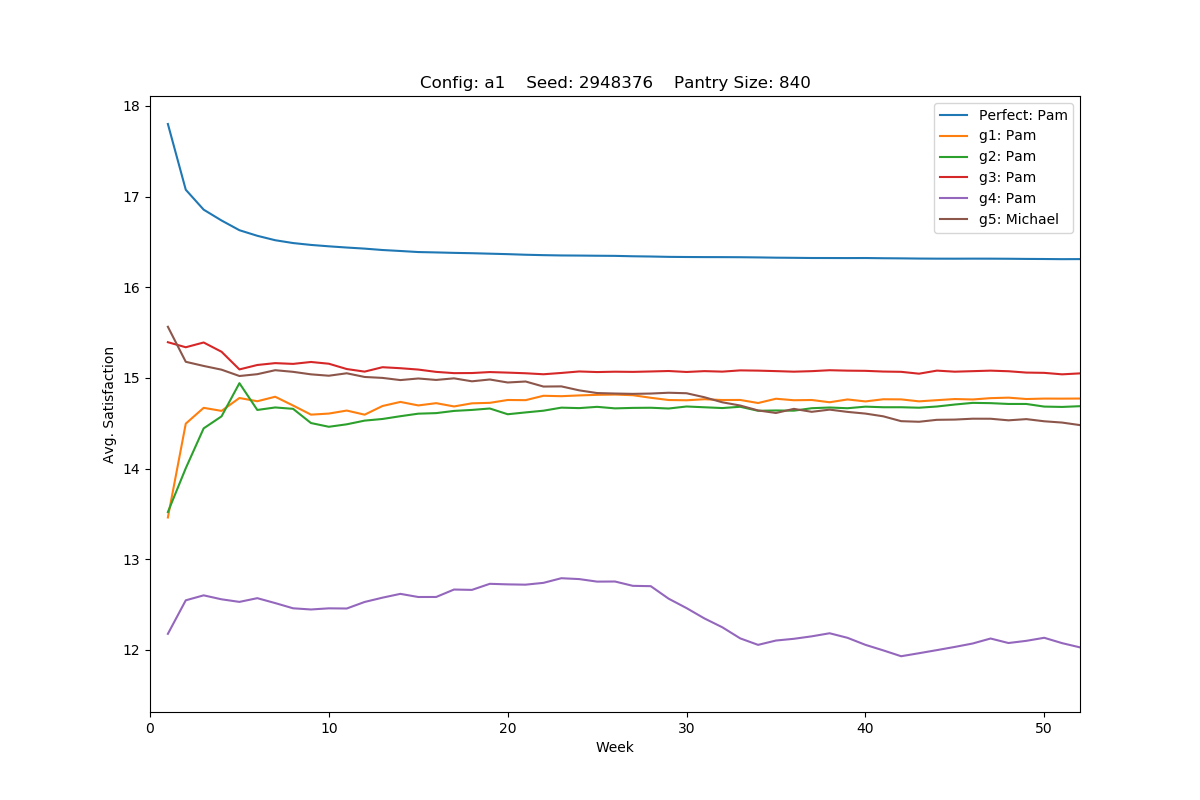 Config: a1    Seed: 2948376    Pantry Size: 840
18
17
16
15
14
13
12
Avg. Satisfaction
0 10 20 30 40 50
Week
Perfect: Pam
g1: Pam
g2: Pam
g3: Pam
g4: Pam
g5: Michael